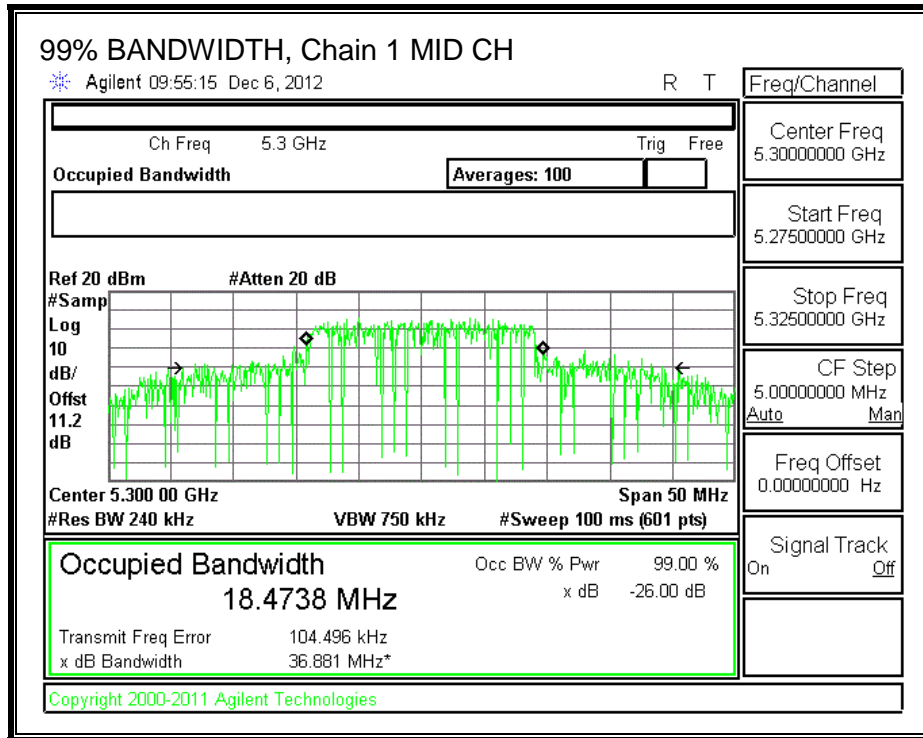 99% BANDWIDTH, Chain 1 MID CH
Agilent 09:55:15 Dec 6, 2012 R T
Freq/Channel
Ch Freq 5.3 GHz Trig Free
Occupied Bandwidth Averages: 100
Center Freq
5.30000000 GHz
Start Freq
5.27500000 GHz
Stop Freq
5.32500000 GHz
CF Step
5.00000000 MHz
Auto Man
Freq Offset
0.00000000 Hz
Signal Track
On Off
Ref 20 dBm #Atten 20 dB
#Samp
Log
10
dB/
Offst
11.2
dB
Center 5.300 00 GHz Span 50 MHz
#Res BW 240 kHz VBW 750 kHz #Sweep 100 ms (601 pts)
Occupied Bandwidth Occ BW % Pwr 99.00 %
18.4738 MHz x dB -26.00 dB
Transmit Freq Error 104.496 kHz
x dB Bandwidth 36.881 MHz*
Copyright 2000-2011 Agilent Technologies